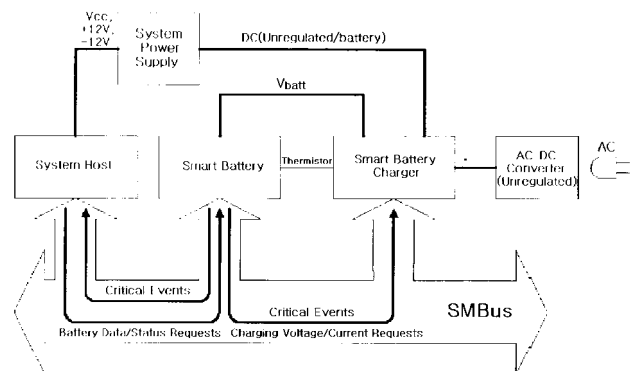 Vcc,
+12V,
-12V
System
Power
Supply
DC(Unregulated/battery)
Vbatt
System Host
Smart Battery
Thermistor
Smart Battery
Charger
AC DC
Converter
(Unregulated)
AC
Critical Events
Critical Events
SMBus
Battery Data/Status Requests
Charging Voltage/Current Requests